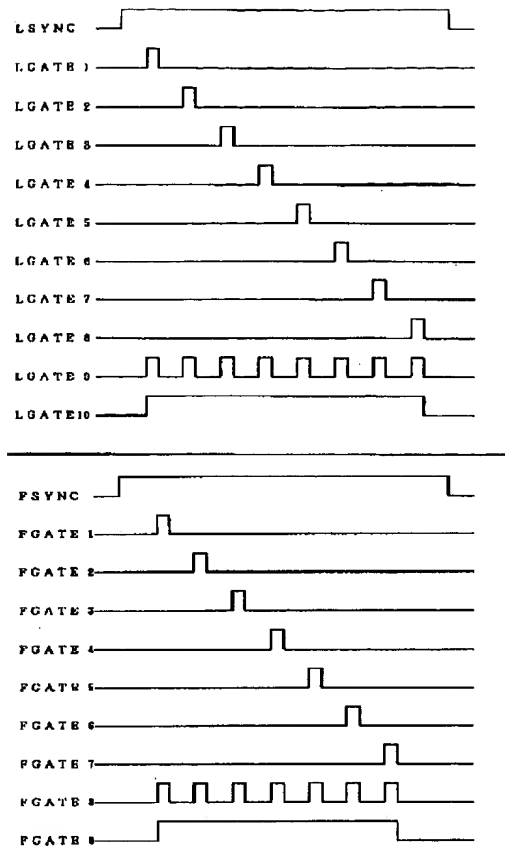 LSYNC
LGATE 1
LGATE 2
LGATE 3
LGATE 4
LGATE 5
LGATE 6
LGATE 7
LGATE 8
LGATE 9
LGATE10
FSYNC
FGATE 1
FGATE 2
FGATE 3
FGATE 4
FGATE 5
FGATE 6
FGATE 7
FGATE 8
FGATE 9